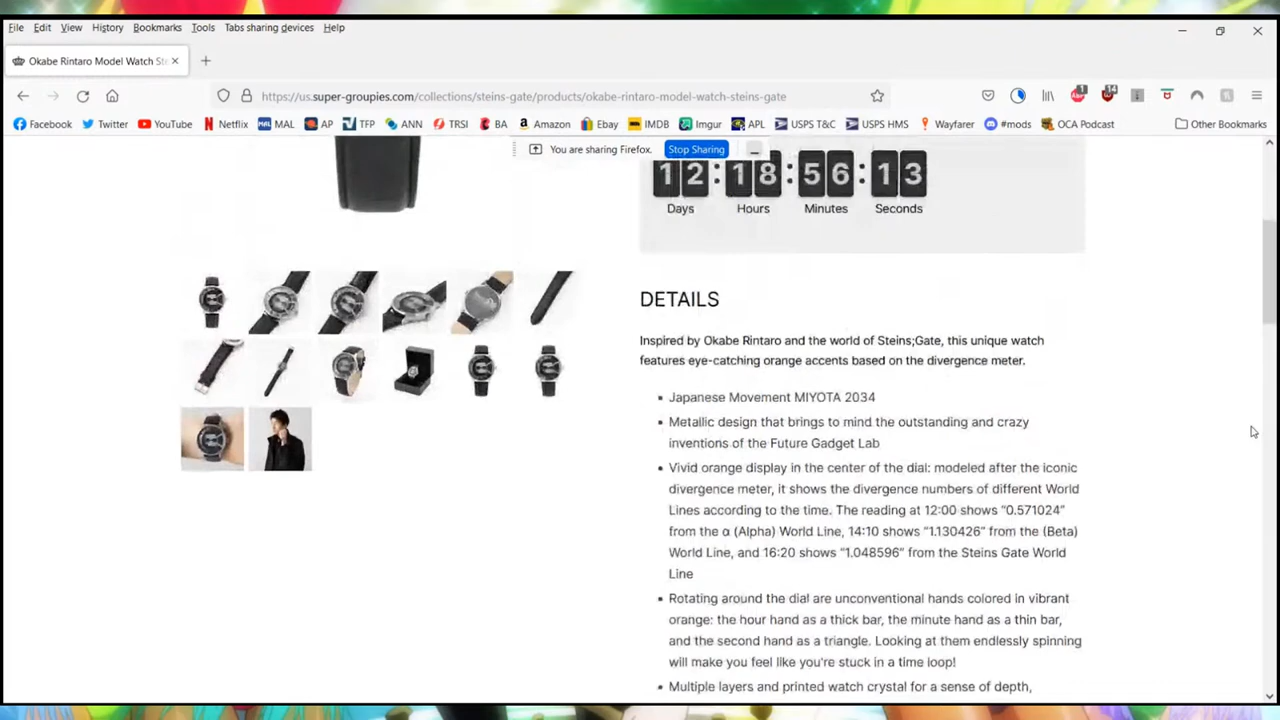 File Edit View History Bookmarks Tools Tabs sharing devices Help
Okabe Rintaro Model Watch Ste
https://us.super-groupies.com/collections/steins-gate/products/okabe-rintaro-model-watch-steins-gate
Facebook Twitter YouTube Netflix MAL AP TFP ANN TRSI BA Amazon Ebay IMDB Imgur APL USPS T&C USPS HMS Wayfarer #mods OCA Podcast Other Bookmarks
You are sharing Firefox. Stop Sharing
12:18:56:13
Days Hours Minutes Seconds
DETAILS
Inspired by Okabe Rintaro and the world of Steins;Gate, this unique watch
features eye-catching orange accents based on the divergence meter.
Japanese Movement MIYOTA 2034
Metallic design that brings to mind the outstanding and crazy
inventions of the Future Gadget Lab
Vivid orange display in the center of the dial: modeled after the iconic
divergence meter, it shows the divergence numbers of different World
Lines according to the time. The reading at 12:00 shows "0.571024"
from the α (Alpha) World Line, 14:10 shows "1.130426" from the (Beta)
World Line, and 16:20 shows "1.048596" from the Steins Gate World
Line
Rotating around the dial are unconventional hands colored in vibrant
orange: the hour hand as a thick bar, the minute hand as a thin bar,
and the second hand as a triangle. Looking at them endlessly spinning
will make you feel like you're stuck in a time loop!
Multiple layers and printed watch crystal for a sense of depth,